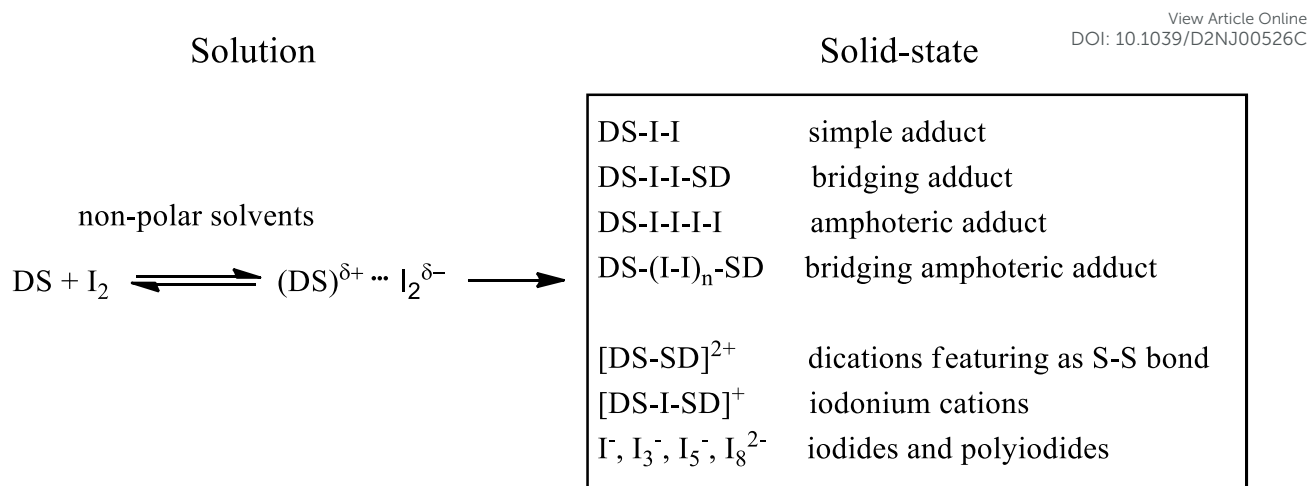 View Article Online
DOI: 10.1039/D2NJ00526C
Solution
Solid-state
non-polar solvents
DS + I₂ ⇌ (DS)^δ+ ··· I₂^δ− →
DS-I-I simple adduct
DS-I-I-SD bridging adduct
DS-I-I-I-I amphoteric adduct
DS-(I-I)ₙ-SD bridging amphoteric adduct
[DS-SD]²⁺ dications featuring as S-S bond
[DS-I-SD]⁺ iodonium cations
I⁻, I₃⁻, I₅⁻, I₈²⁻ iodides and polyiodides